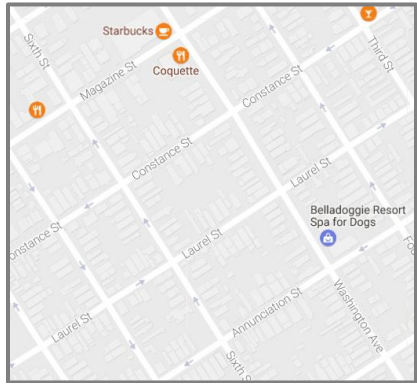 Starbucks
Sixth St
Coquette
Magazine St
Third St
Constance St
Constance St
Laurel St
onstance St
Belladoggie Resort
Spa for Dogs
Laurel St
Laurel St
Annunciation St
Washington Ave
Sixth S
Fou